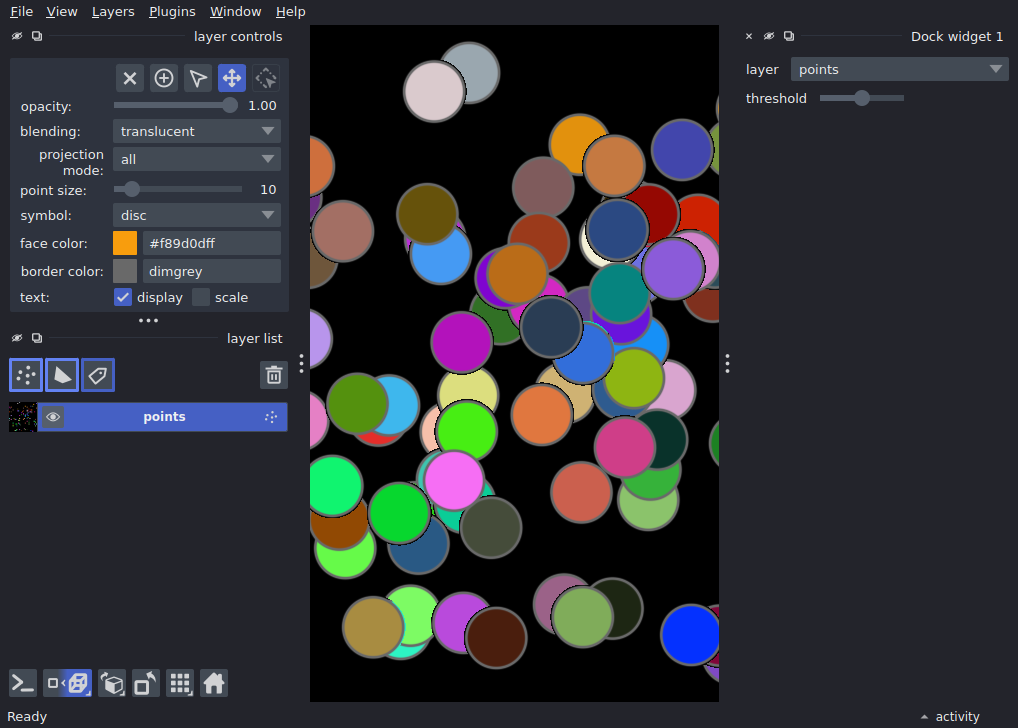 File View Layers Plugins Window Help
layer controls
opacity: 1.00
blending: translucent
projection mode: all
point size: 10
symbol: disc
face color: #f89d0dff
border color: dimgrey
text: display scale
layer list
points
Ready
Dock widget 1
layer points
threshold
activity